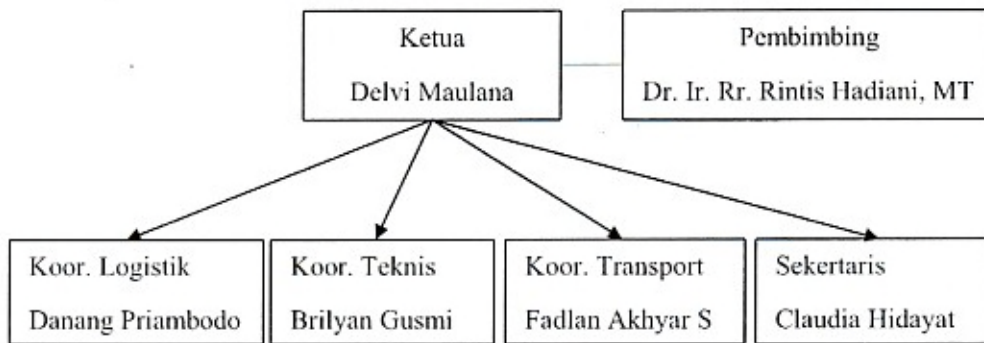 Ketua
Delvi Maulana
Pembimbing
Dr. Ir. Rr. Rintis Hadiani, MT
Koor. Logistik
Danang Priambodo
Koor. Teknis
Brilyan Gusmi
Koor. Transport
Fadlan Akhyar S
Sekertaris
Claudia Hidayat